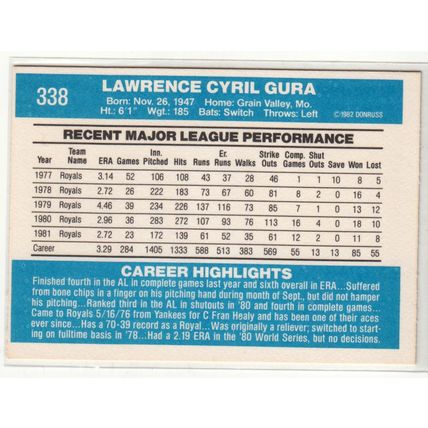 338
LAWRENCE CYRIL GURA
Born: Nov. 26, 1947 Home: Grain Valley, Mo.
Ht.: 6'1" Wgt.: 185 Bats: Switch Throws: Left
©1982 DONRUSS
RECENT MAJOR LEAGUE PERFORMANCE
Year Team Name ERA Games Inn. Pitched Hits Runs Er. Runs Walks Strike Outs Comp. Games Shut Outs Save Won Lost
1977 Royals 3.14 52 106 108 43 37 28 46 1 1 10 8 5
1978 Royals 2.72 26 222 183 73 67 60 81 8 2 0 16 4
1979 Royals 4.46 39 234 226 137 116 73 85 7 1 0 13 12
1980 Royals 2.96 36 283 272 107 93 76 113 16 4 0 18 10
1981 Royals 2.72 23 172 139 61 52 35 61 12 0 0 11 8
Career 3.29 284 1405 1333 588 513 383 569 55 13 13 85 55
CAREER HIGHLIGHTS
Finished fourth in the AL in complete games last year and sixth overall in ERA...Suffered
from bone chips in a finger on his pitching hand during month of Sept., but did not hamper
his pitching...Ranked third in AL in shutouts in '80 and fourth in complete games...
Came to Royals 5/16/76 from Yankees for C Fran Healy and has been one of their aces
ever since...Has a 70-39 record as a Royal...Was originally a reliever; switched to start-
ing on fulltime basis in '78...Had a 2.19 ERA in the '80 World Series, but no decisions.